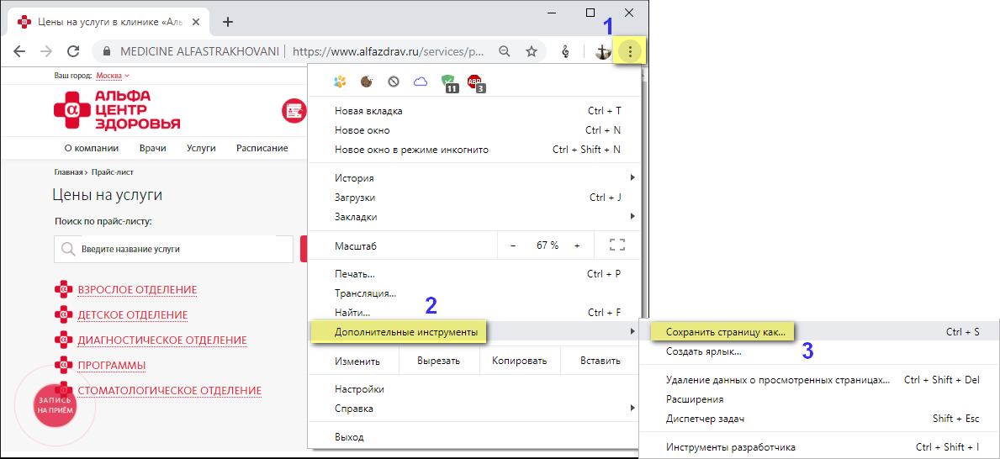 Цены на услуги в клинике «Аль
1
MEDICINE ALFASTRAKHOVANI | https://www.alfazdrav.ru/services/p...
Ваш город: Москва
АЛЬФА
ЦЕНТР
ЗДОРОВЬЯ
О компании Врачи Услуги Расписание
Главная > Прайс-лист
Цены на услуги
Поиск по прайс-листу:
Введите название услуги
ВЗРОСЛОЕ ОТДЕЛЕНИЕ
ДЕТСКОЕ ОТДЕЛЕНИЕ
ДИАГНОСТИЧЕСКОЕ ОТДЕЛЕНИЕ
ПРОГРАММЫ
СТОМАТОЛОГИЧЕСКОЕ ОТДЕЛЕНИЕ
ЗАПИСЬ
НА ПРИЁМ
11 ABP 3
Новая вкладка Ctrl + T
Новое окно Ctrl + N
Новое окно в режиме инкогнито Ctrl + Shift + N
История
Загрузки Ctrl + J
Закладки
Масштаб − 67 % +
Печать... Ctrl + P
Трансляция...
Найти... Ctrl + F
2
Дополнительные инструменты
Изменить Вырезать Копировать Вставить
Настройки
Справка
Выход
Сохранить страницу как... Ctrl + S
Создать ярлык...
3
Удаление данных о просмотренных страницах... Ctrl + Shift + Del
Расширения
Диспетчер задач Shift + Esc
Инструменты разработчика Ctrl + Shift + I